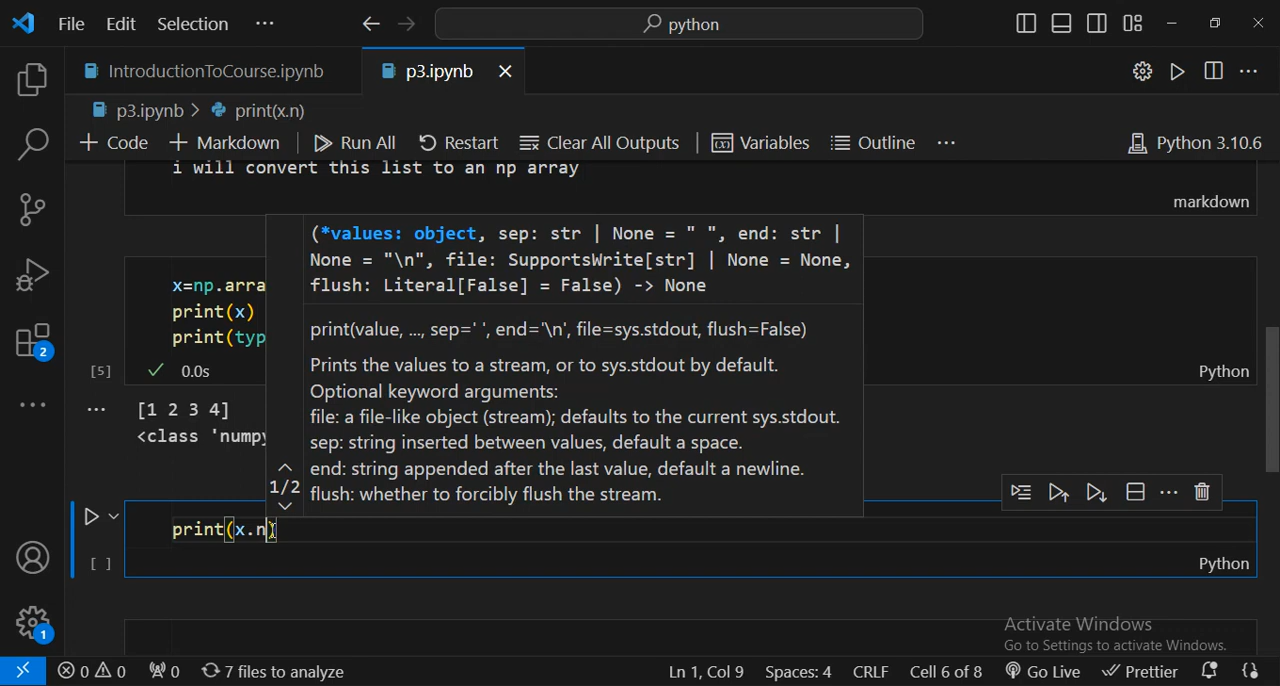 File Edit Selection ··· python
IntroductionToCourse.ipynb p3.ipynb
p3.ipynb > print(x.n)
+ Code + Markdown Run All Restart Clear All Outputs Variables Outline ··· Python 3.10.6
i will convert this list to an np array
markdown
(*values: object, sep: str | None = " ", end: str |
None = "\n", file: SupportsWrite[str] | None = None,
flush: Literal[False] = False) -> None
print(value, ..., sep=' ', end='\n', file=sys.stdout, flush=False)
Prints the values to a stream, or to sys.stdout by default.
Optional keyword arguments:
file: a file-like object (stream); defaults to the current sys.stdout.
sep: string inserted between values, default a space.
end: string appended after the last value, default a newline.
flush: whether to forcibly flush the stream.
1/2
x=np.arra
print(x)
print(typ
[5] 0.0s Python
[1 2 3 4]
<class 'numpy
print(x.n)
[ ] Python
2
1
Activate Windows
Go to Settings to activate Windows.
0 0 0 7 files to analyze Ln 1, Col 9 Spaces: 4 CRLF Cell 6 of 8 Go Live Prettier